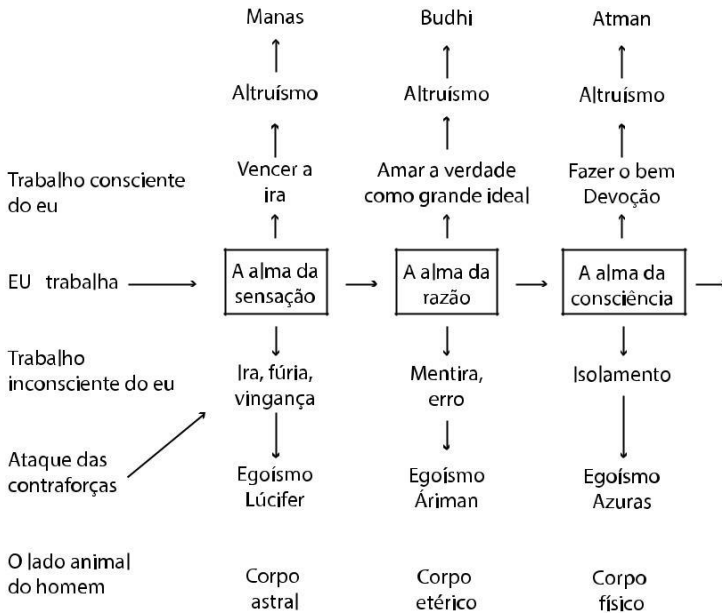 Manas Budhi Atman
Altruísmo Altruísmo Altruísmo
Trabalho consciente
do eu
Vencer a
ira
Amar a verdade
como grande ideal
Fazer o bem
Devoção
EU trabalha
A alma da
sensação
A alma da
razão
A alma da
consciência
Trabalho
inconsciente do eu
Ira, fúria,
vingança
Mentira,
erro
Isolamento
Ataque das
contraforças
Egoísmo
Lúcifer
Egoísmo
Áriman
Egoísmo
Azuras
O lado animal
do homem
Corpo
astral
Corpo
etérico
Corpo
físico